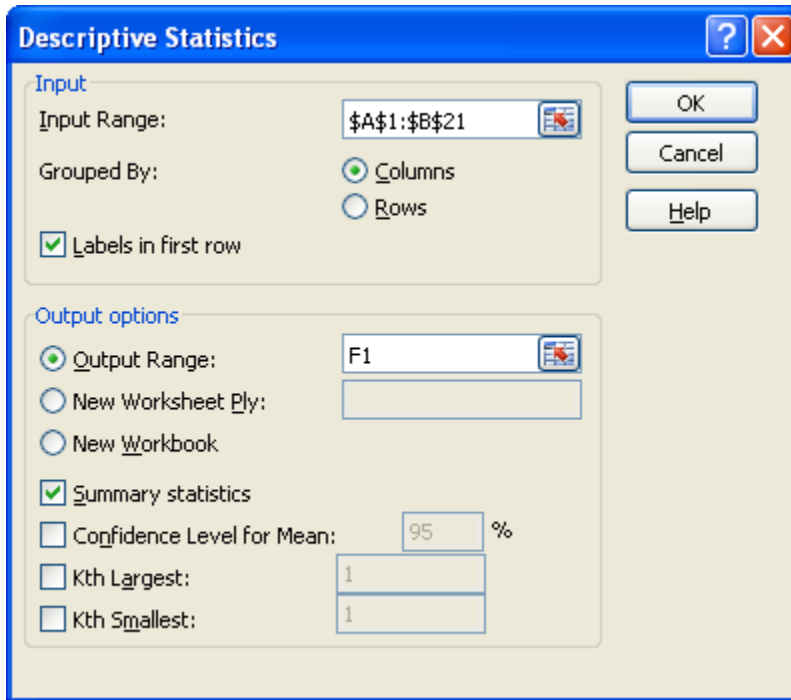 Descriptive Statistics
?
Input
Input Range: $A$1:$B$21
Grouped By: Columns
Rows
Labels in first row
OK
Cancel
Help
Output options
Output Range: F1
New Worksheet Ply:
New Workbook
Summary statistics
Confidence Level for Mean: 95 %
Kth Largest: 1
Kth Smallest: 1